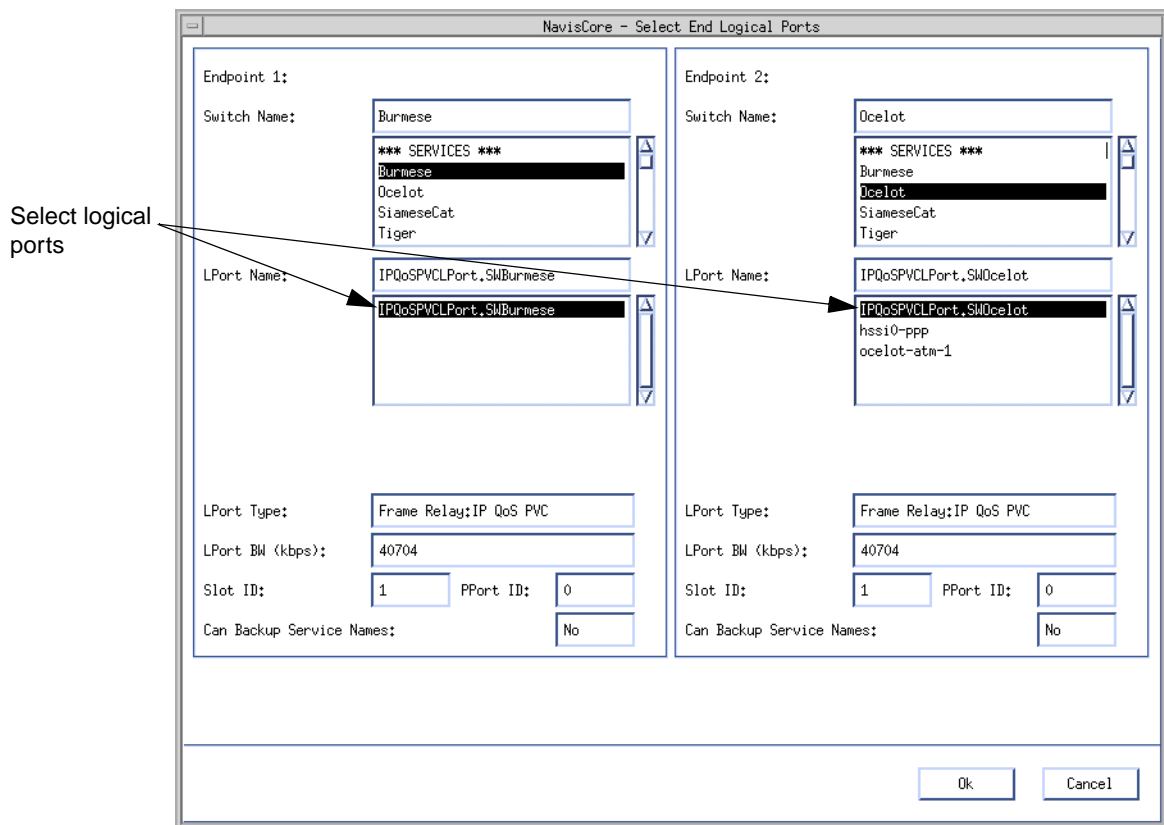 NavisCore - Select End Logical Ports
Endpoint 1:
Switch Name:
Burmese
*** SERVICES ***
Burmese
Ocelot
SiameseCat
Tiger
LPort Name:
IPQoSPVCLPort.SWBurmese
IPQoSPVCLPort.SWBurmese
LPort Type:
Frame Relay:IP QoS PVC
LPort BW (kbps):
40704
Slot ID:
1
PPort ID:
0
Can Backup Service Names:
No
Endpoint 2:
Switch Name:
Ocelot
*** SERVICES ***
Burmese
Ocelot
SiameseCat
Tiger
LPort Name:
IPQoSPVCLPort.SWOcelot
IPQoSPVCLPort.SWOcelot
hssi0-ppp
ocelot-atm-1
LPort Type:
Frame Relay:IP QoS PVC
LPort BW (kbps):
40704
Slot ID:
1
PPort ID:
0
Can Backup Service Names:
No
Select logical
ports
Ok
Cancel